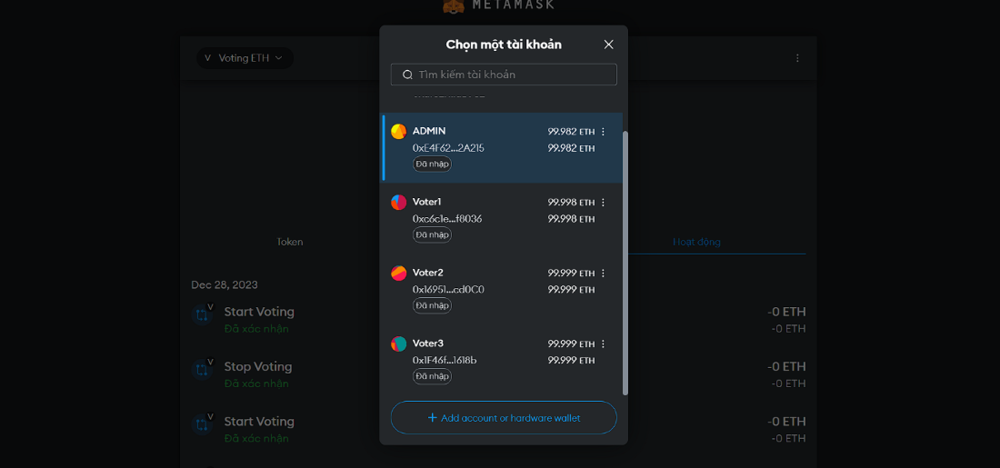 METAMASK
V Voting ETH
Chọn một tài khoản
Tìm kiếm tài khoản
ADMIN 99.982 ETH
0xE4F62...2A215 99.982 ETH
Đã nhập
Voter1 99.998 ETH
0xc6c1e...f8036 99.998 ETH
Đã nhập
Voter2 99.999 ETH
0x16951...cd0C0 99.999 ETH
Đã nhập
Voter3 99.999 ETH
0x1F46f...1618b 99.999 ETH
Đã nhập
+ Add account or hardware wallet
Token
Hoạt động
Dec 28, 2023
V
Start Voting -0 ETH
Đã xác nhận -0 ETH
V
Stop Voting -0 ETH
Đã xác nhận -0 ETH
V
Start Voting -0 ETH
Đã xác nhận -0 ETH